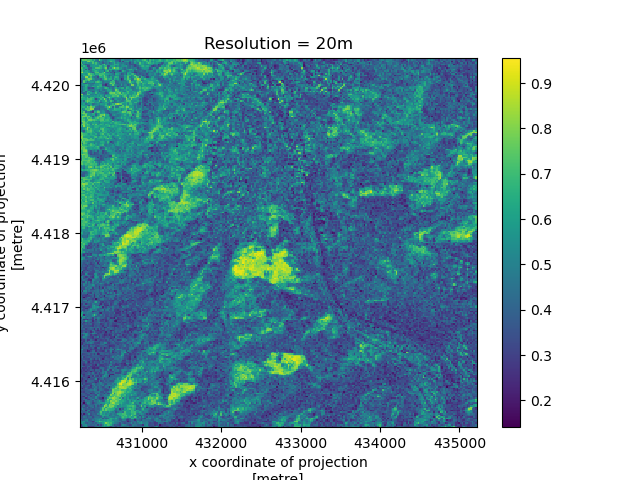 Resolution = 20m
1e6
4.420
4.419
4.418
4.417
4.416
y coordinate of projection
[metre]
431000 432000 433000 434000 435000
x coordinate of projection
[metre]
0.9
0.8
0.7
0.6
0.5
0.4
0.3
0.2